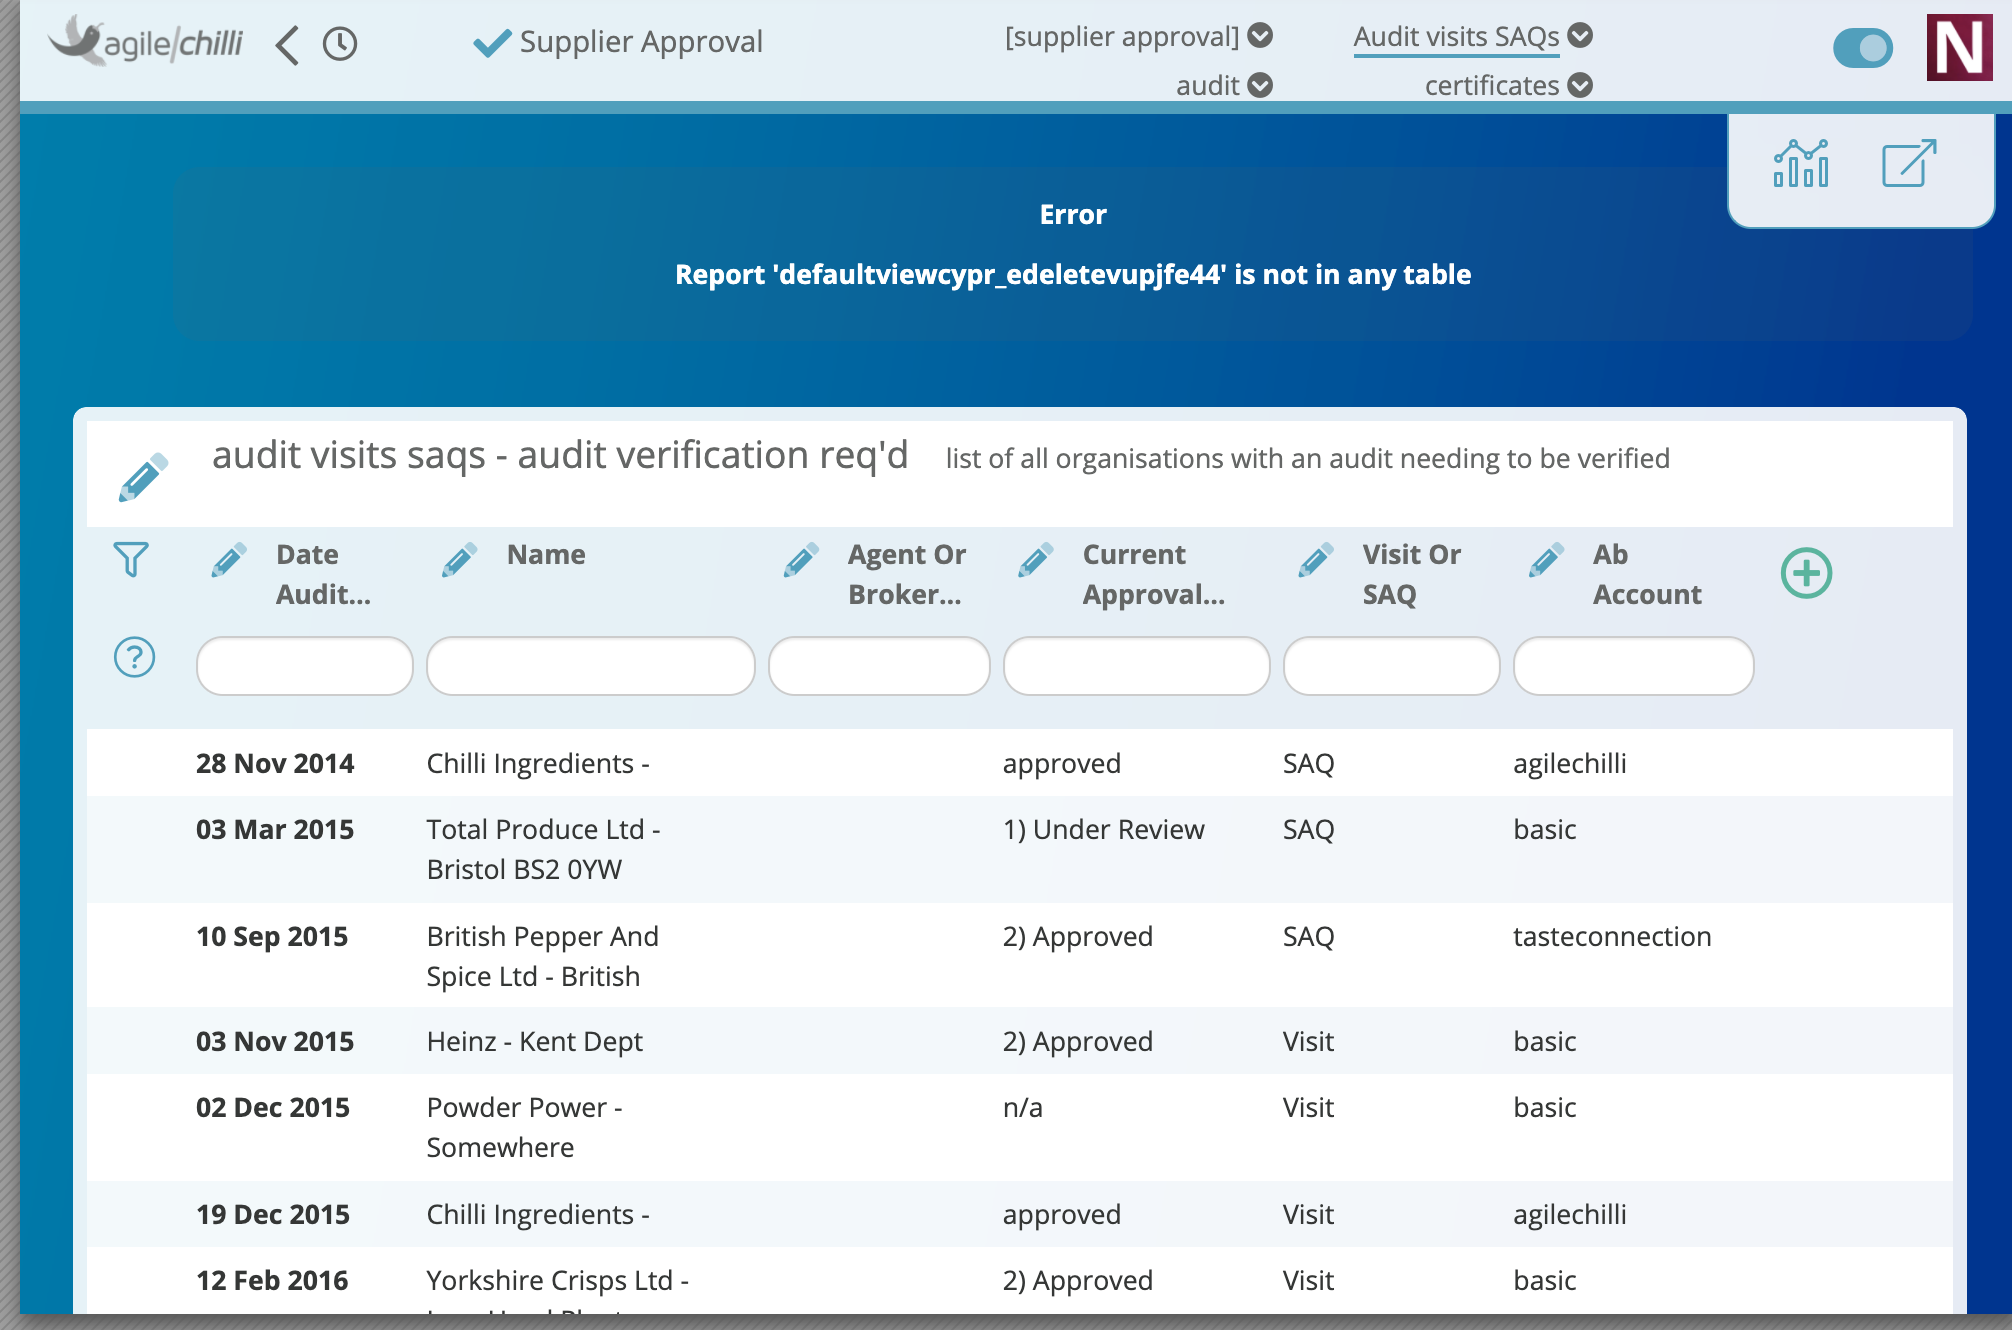 agile/chilli
Supplier Approval
[supplier approval]
Audit visits SAQs
audit
certificates
N
Error
Report 'defaultviewcypr_edeletevupjfe44' is not in any table
audit visits saqs - audit verification req'd list of all organisations with an audit needing to be verified
Date Audit...
Name
Agent Or Broker...
Current Approval...
Visit Or SAQ
Ab Account
?
28 Nov 2014 Chilli Ingredients - approved SAQ agilechilli
03 Mar 2015 Total Produce Ltd - 1) Under Review SAQ basic
Bristol BS2 0YW
10 Sep 2015 British Pepper And 2) Approved SAQ tasteconnection
Spice Ltd - British
03 Nov 2015 Heinz - Kent Dept 2) Approved Visit basic
02 Dec 2015 Powder Power - n/a Visit basic
Somewhere
19 Dec 2015 Chilli Ingredients - approved Visit agilechilli
12 Feb 2016 Yorkshire Crisps Ltd - 2) Approved Visit basic